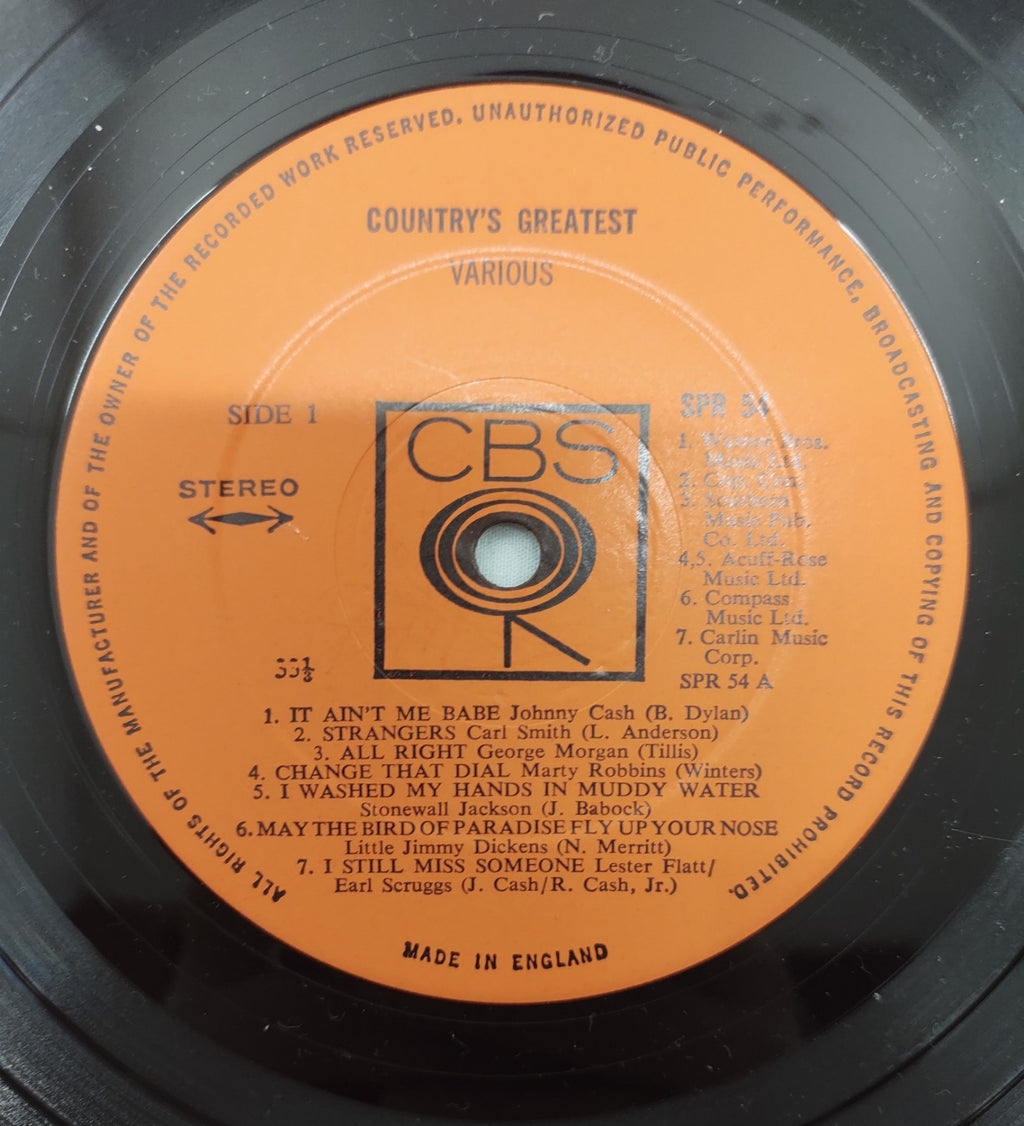 ALL RIGHTS OF THE MANUFACTURER AND OF THE OWNER OF THE RECORDED WORK RESERVED. UNAUTHORIZED PUBLIC PERFORMANCE, BROADCASTING AND COPYING OF THIS RECORD PROHIBITED.
COUNTRY'S GREATEST
VARIOUS
SIDE 1
STEREO
33⅓
CBS
SPR 54
1. Warner Bros.
Music Ltd.
2.
3. Southern
Music Pub.
Co. Ltd.
4,5. Acuff-Rose
Music Ltd.
6. Compass
Music Ltd.
7. Carlin Music
Corp.
SPR 54 A
1. IT AIN'T ME BABE Johnny Cash (B. Dylan)
2. STRANGERS Carl Smith (L. Anderson)
3. ALL RIGHT George Morgan (Tillis)
4. CHANGE THAT DIAL Marty Robbins (Winters)
5. I WASHED MY HANDS IN MUDDY WATER
Stonewall Jackson (J. Babock)
6. MAY THE BIRD OF PARADISE FLY UP YOUR NOSE
Little Jimmy Dickens (N. Merritt)
7. I STILL MISS SOMEONE Lester Flatt/
Earl Scruggs (J. Cash/R. Cash, Jr.)
MADE IN ENGLAND